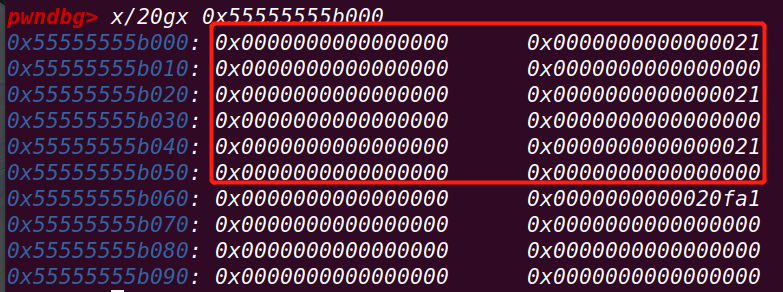 pwndbg> x/20gx 0x55555555b000
0x55555555b000: 0x0000000000000000 0x0000000000000021
0x55555555b010: 0x0000000000000000 0x0000000000000000
0x55555555b020: 0x0000000000000000 0x0000000000000021
0x55555555b030: 0x0000000000000000 0x0000000000000000
0x55555555b040: 0x0000000000000000 0x0000000000000021
0x55555555b050: 0x0000000000000000 0x0000000000000000
0x55555555b060: 0x0000000000000000 0x0000000000020fa1
0x55555555b070: 0x0000000000000000 0x0000000000000000
0x55555555b080: 0x0000000000000000 0x0000000000000000
0x55555555b090: 0x0000000000000000 0x0000000000000000